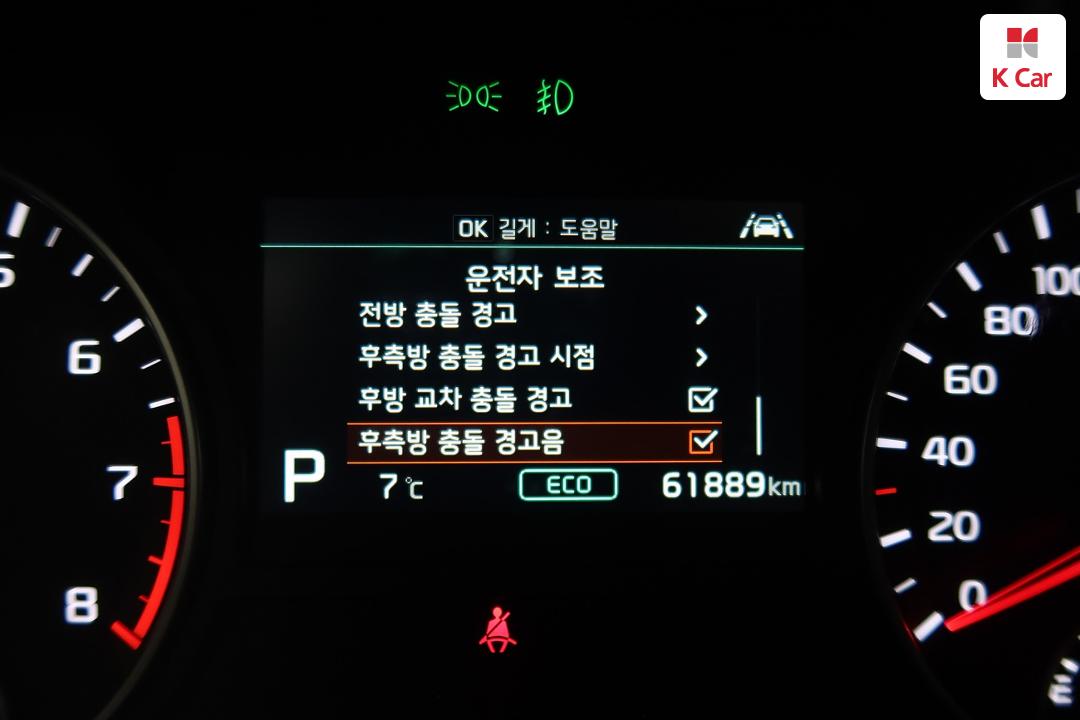 K Car
OK 길게 : 도움말
운전자 보조
전방 충돌 경고
후측방 충돌 경고 시점
후방 교차 충돌 경고
후측방 충돌 경고음
P 7℃ ECO 61889km
6
7
8
100
80
60
40
20
0